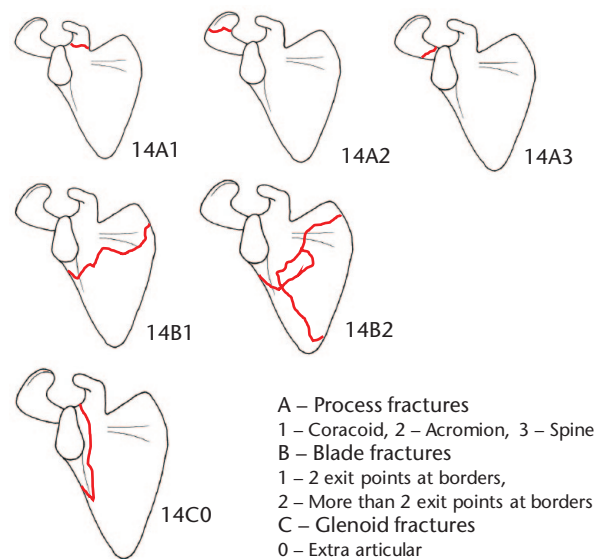 14A1
14A2
14A3
14B1
14B2
14C0
A – Process fractures
1 – Coracoid, 2 – Acromion, 3 – Spine
B – Blade fractures
1 – 2 exit points at borders,
2 – More than 2 exit points at borders
C – Glenoid fractures
0 – Extra articular